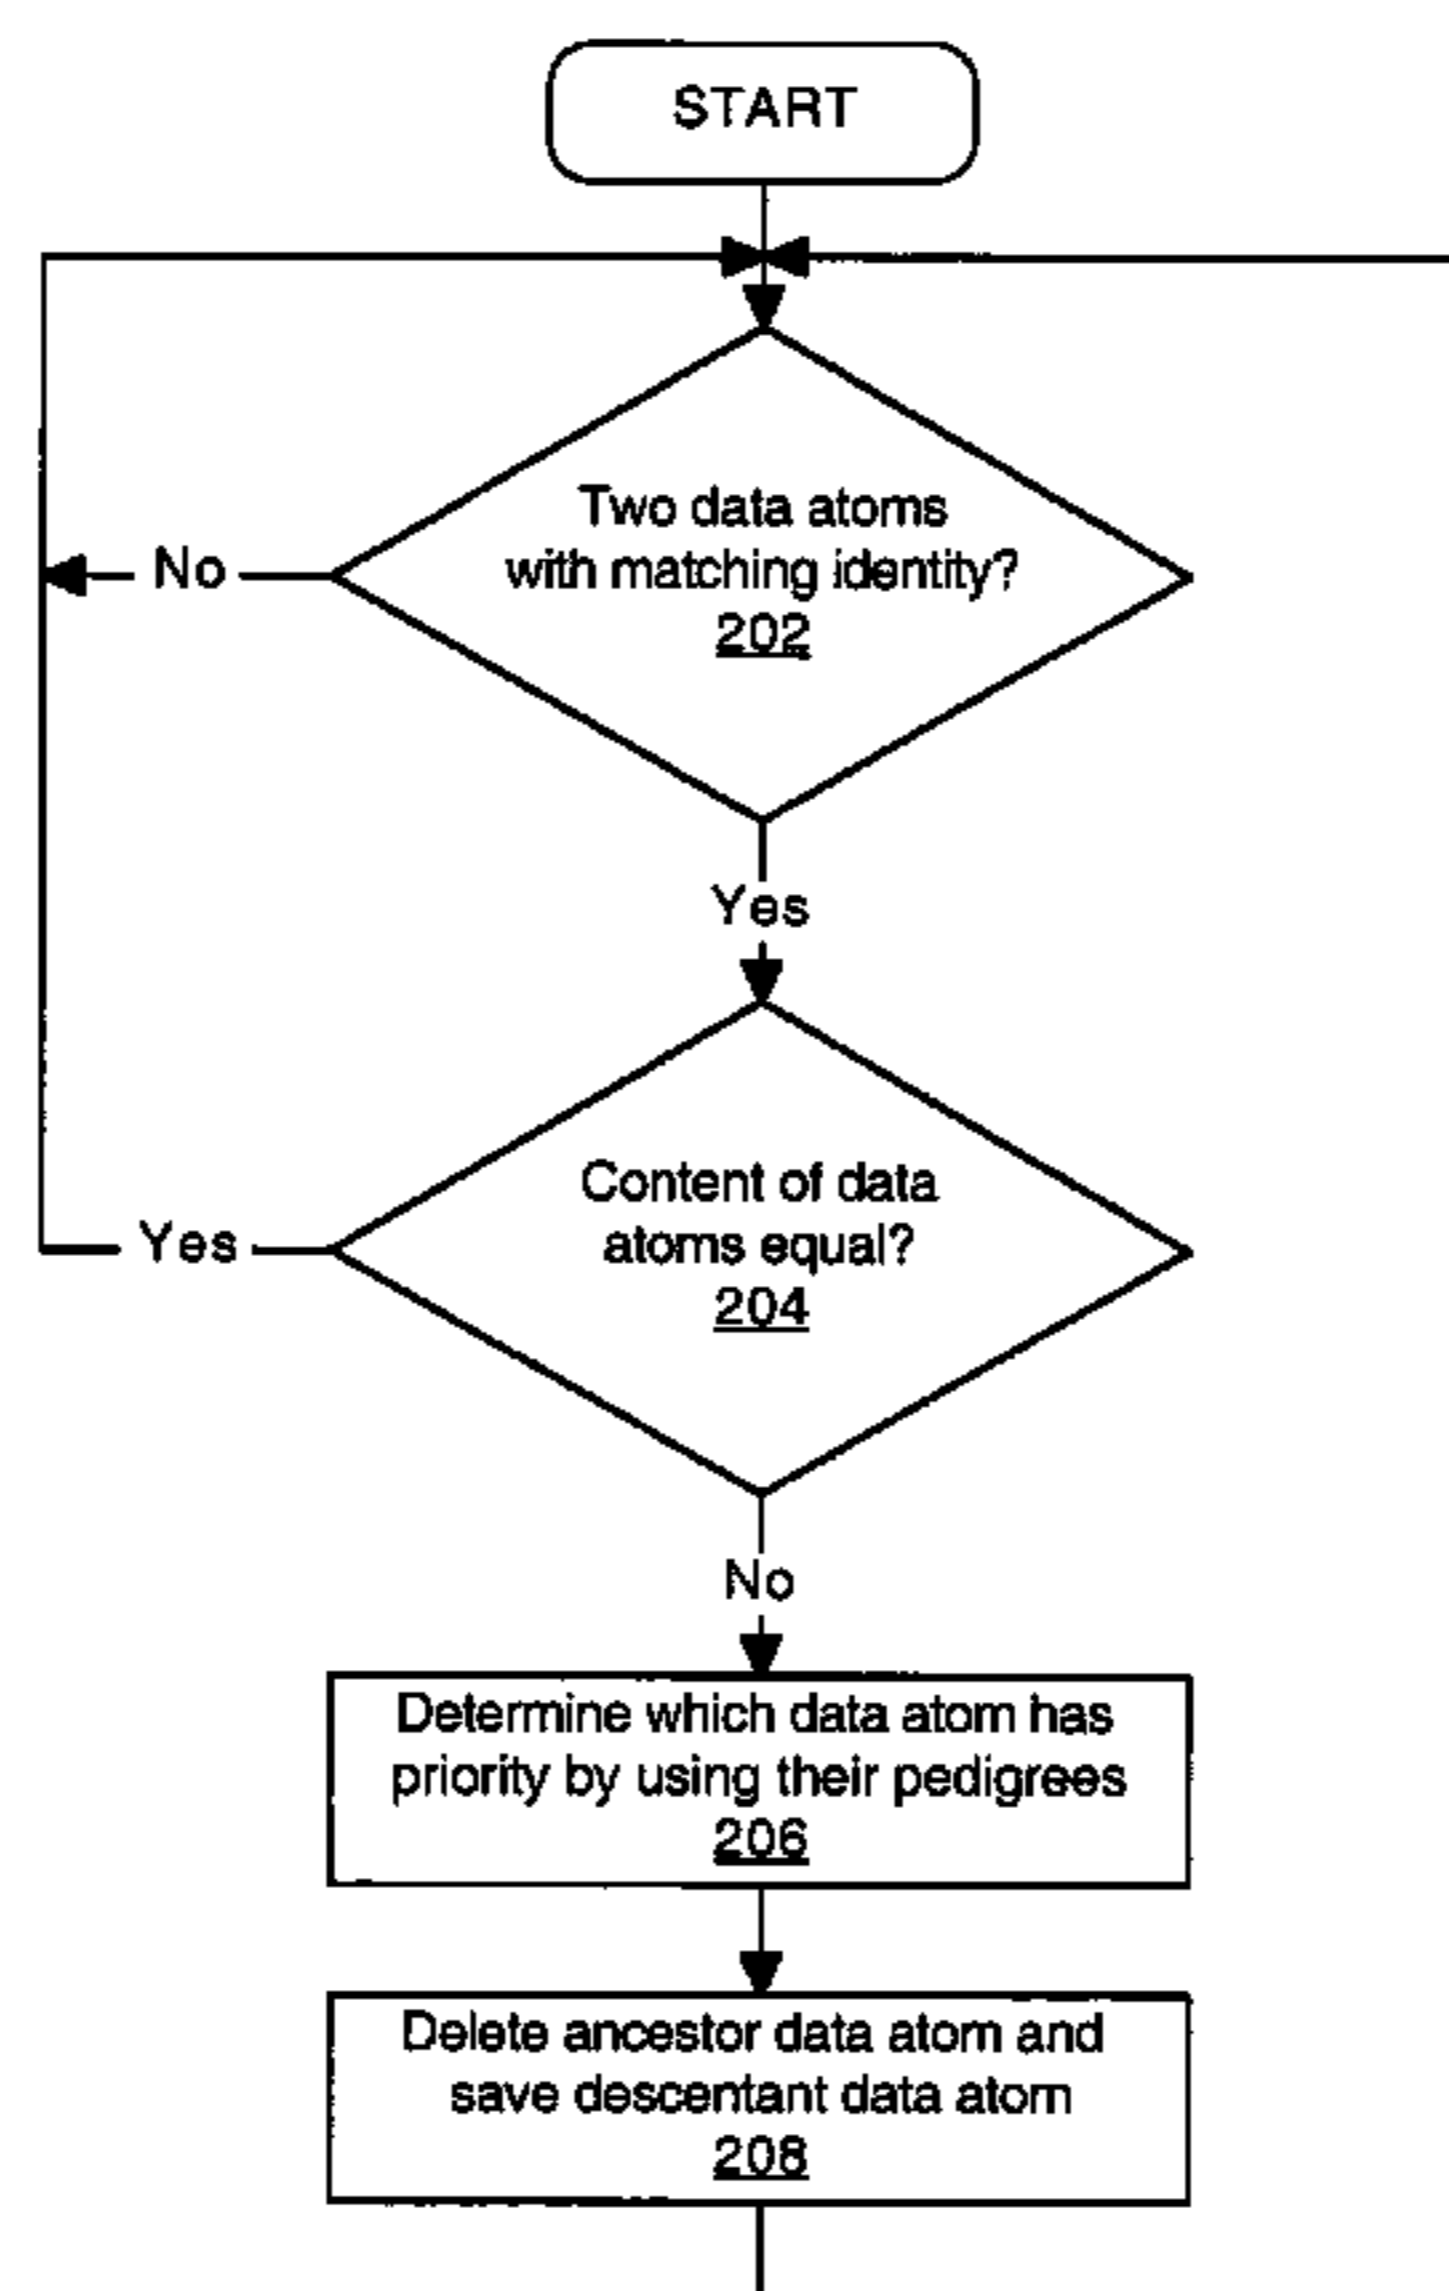 START
Two data atoms
with matching identity?
202
No
Yes
Content of data
atoms equal?
204
Yes
No
Determine which data atom has
priority by using their pedigrees
206
Delete ancestor data atom and
save descentant data atom
208